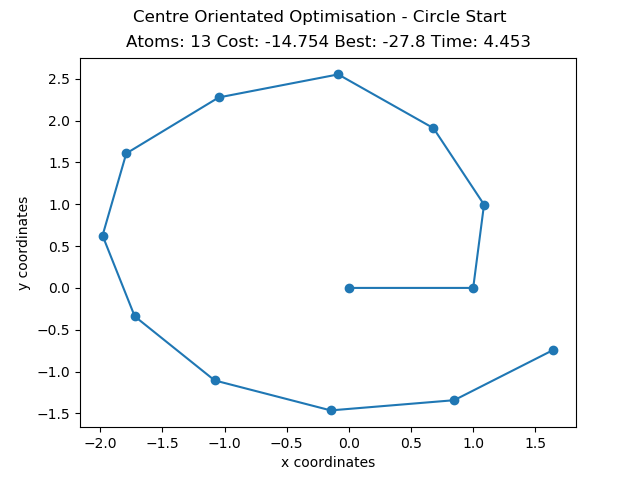 Centre Orientated Optimisation - Circle Start
Atoms: 13 Cost: -14.754 Best: -27.8 Time: 4.453
2.5
2.0
1.5
1.0
0.5
0.0
−0.5
−1.0
−1.5
y coordinates
−2.0 −1.5 −1.0 −0.5 0.0 0.5 1.0 1.5
x coordinates